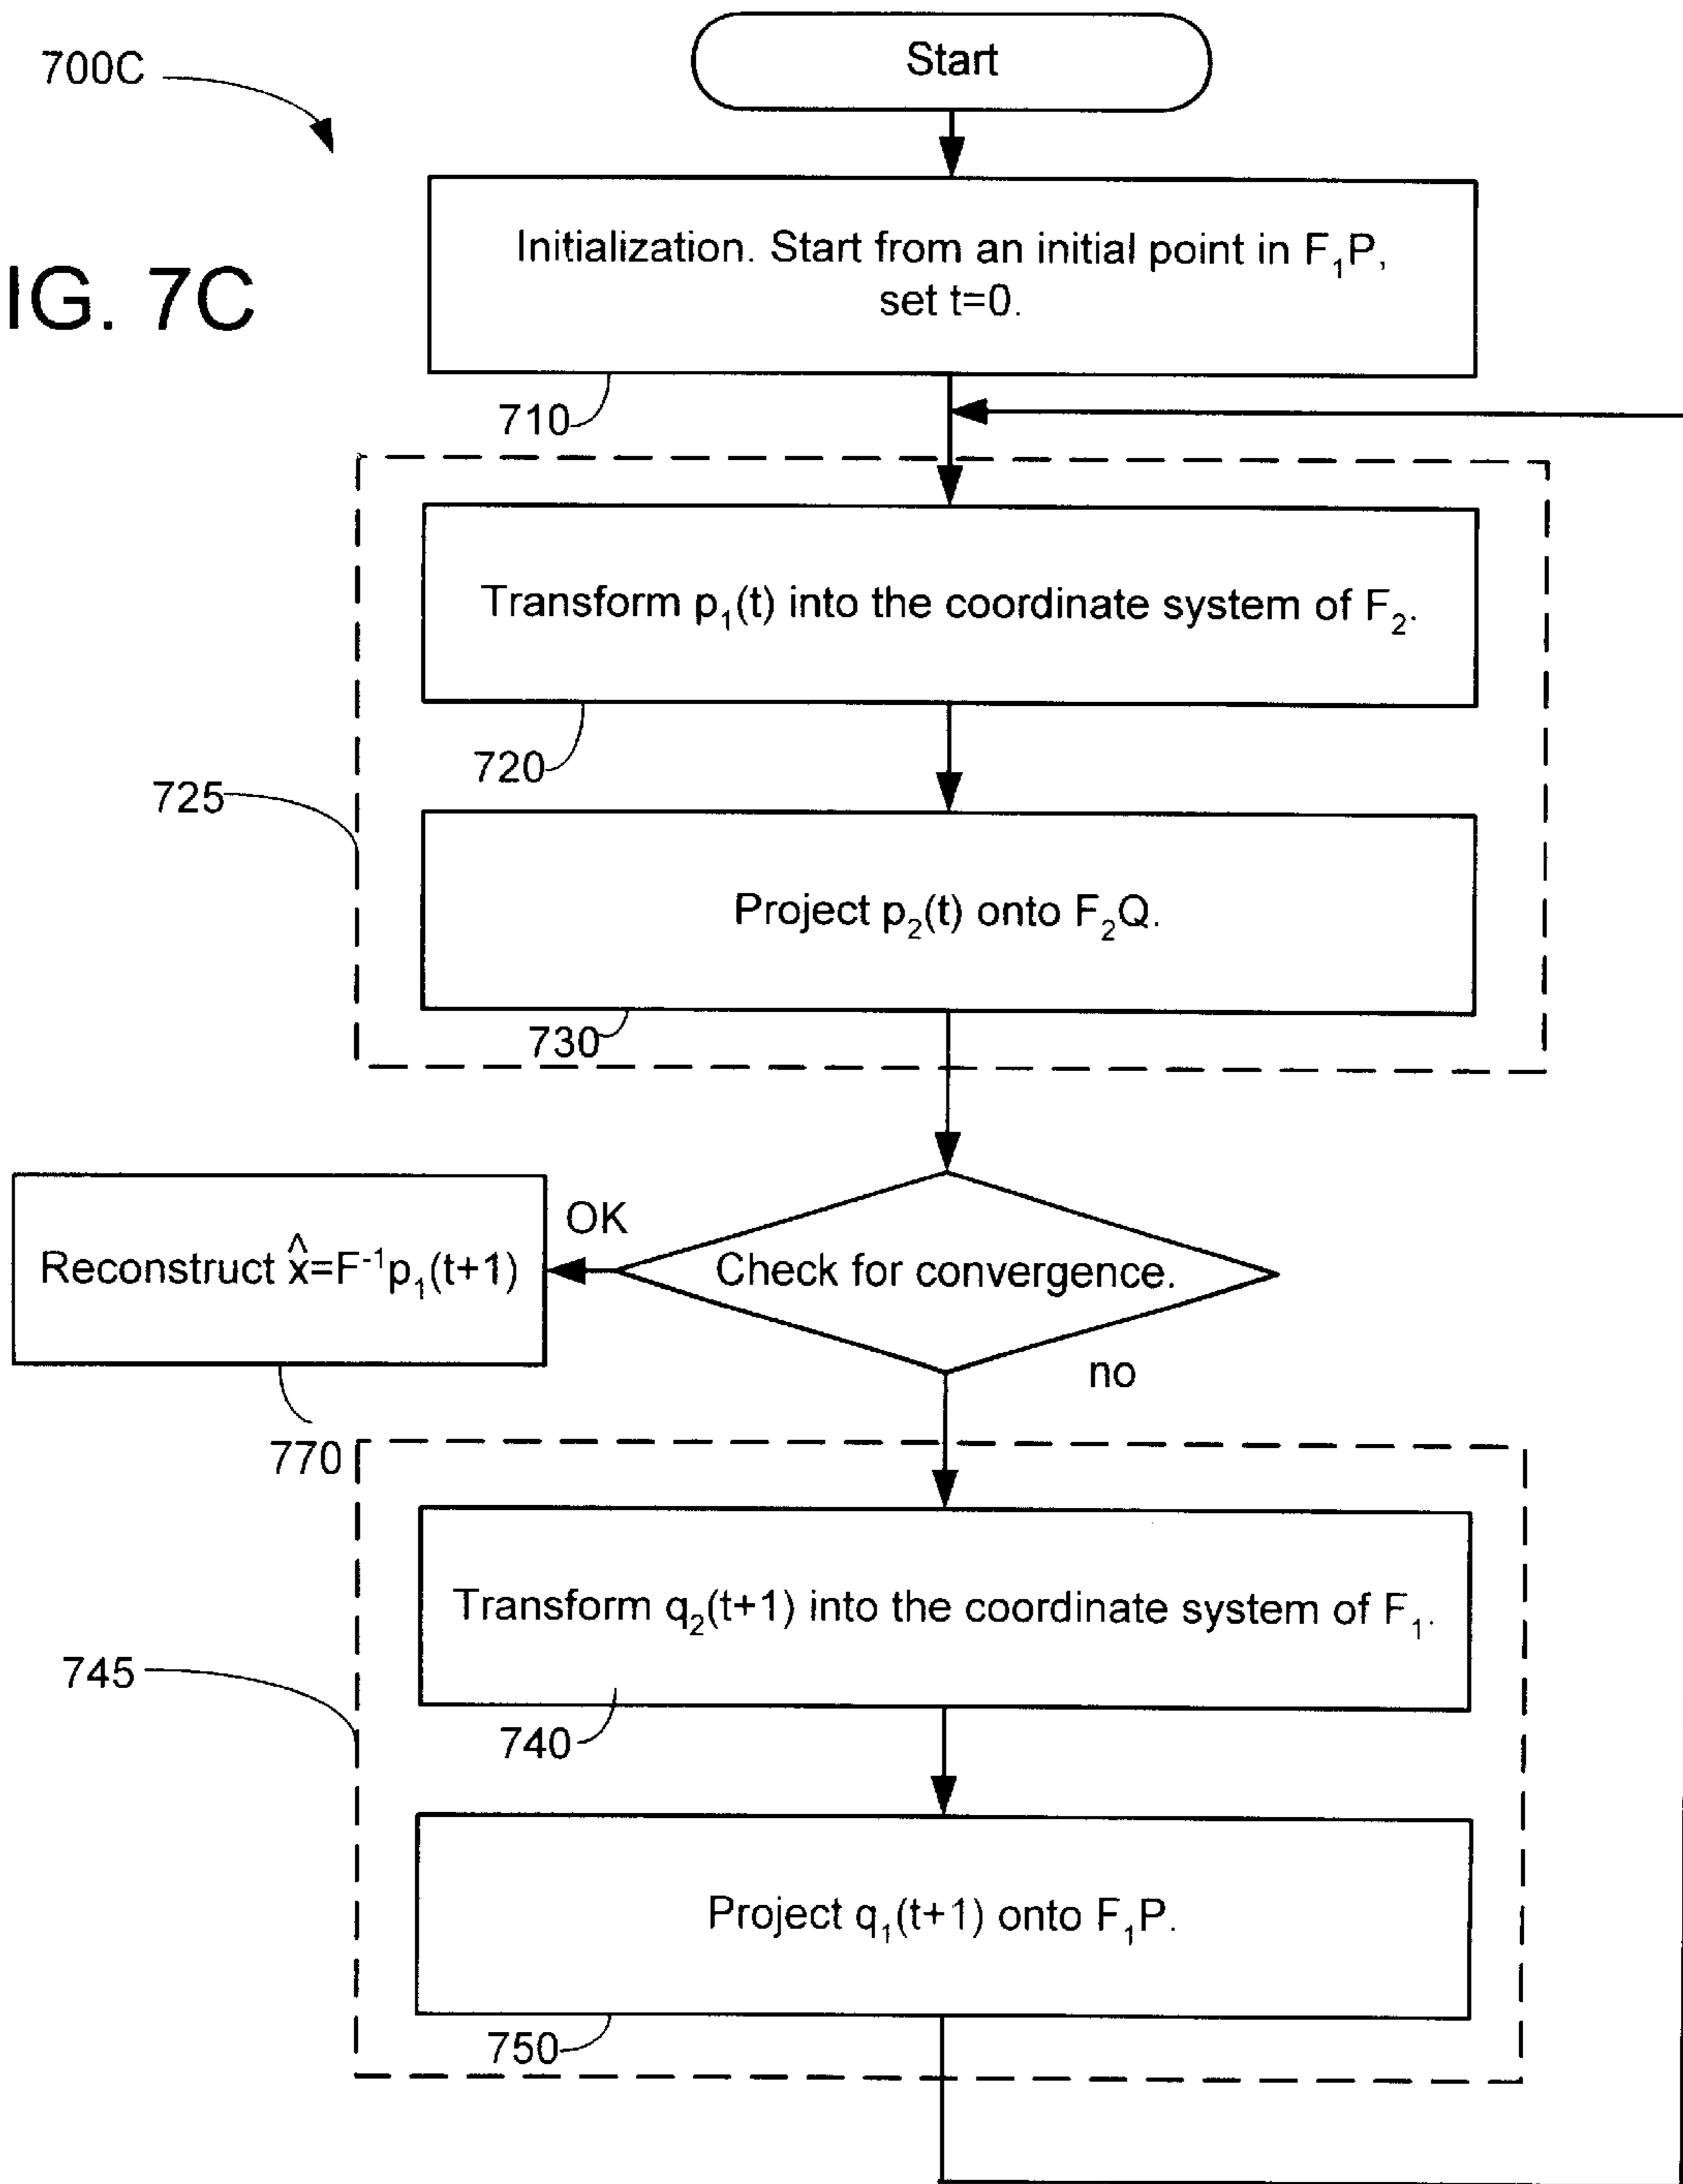 700C
Start
IG. 7C
Initialization. Start from an initial point in F₁P,
set t=0.
710
Transform p₁(t) into the coordinate system of F₂.
720
725
Project p₂(t) onto F₂Q.
730
Reconstruct x̂=F⁻¹p₁(t+1)
OK
Check for convergence.
no
770
Transform q₂(t+1) into the coordinate system of F₁.
745
740
Project q₁(t+1) onto F₁P.
750